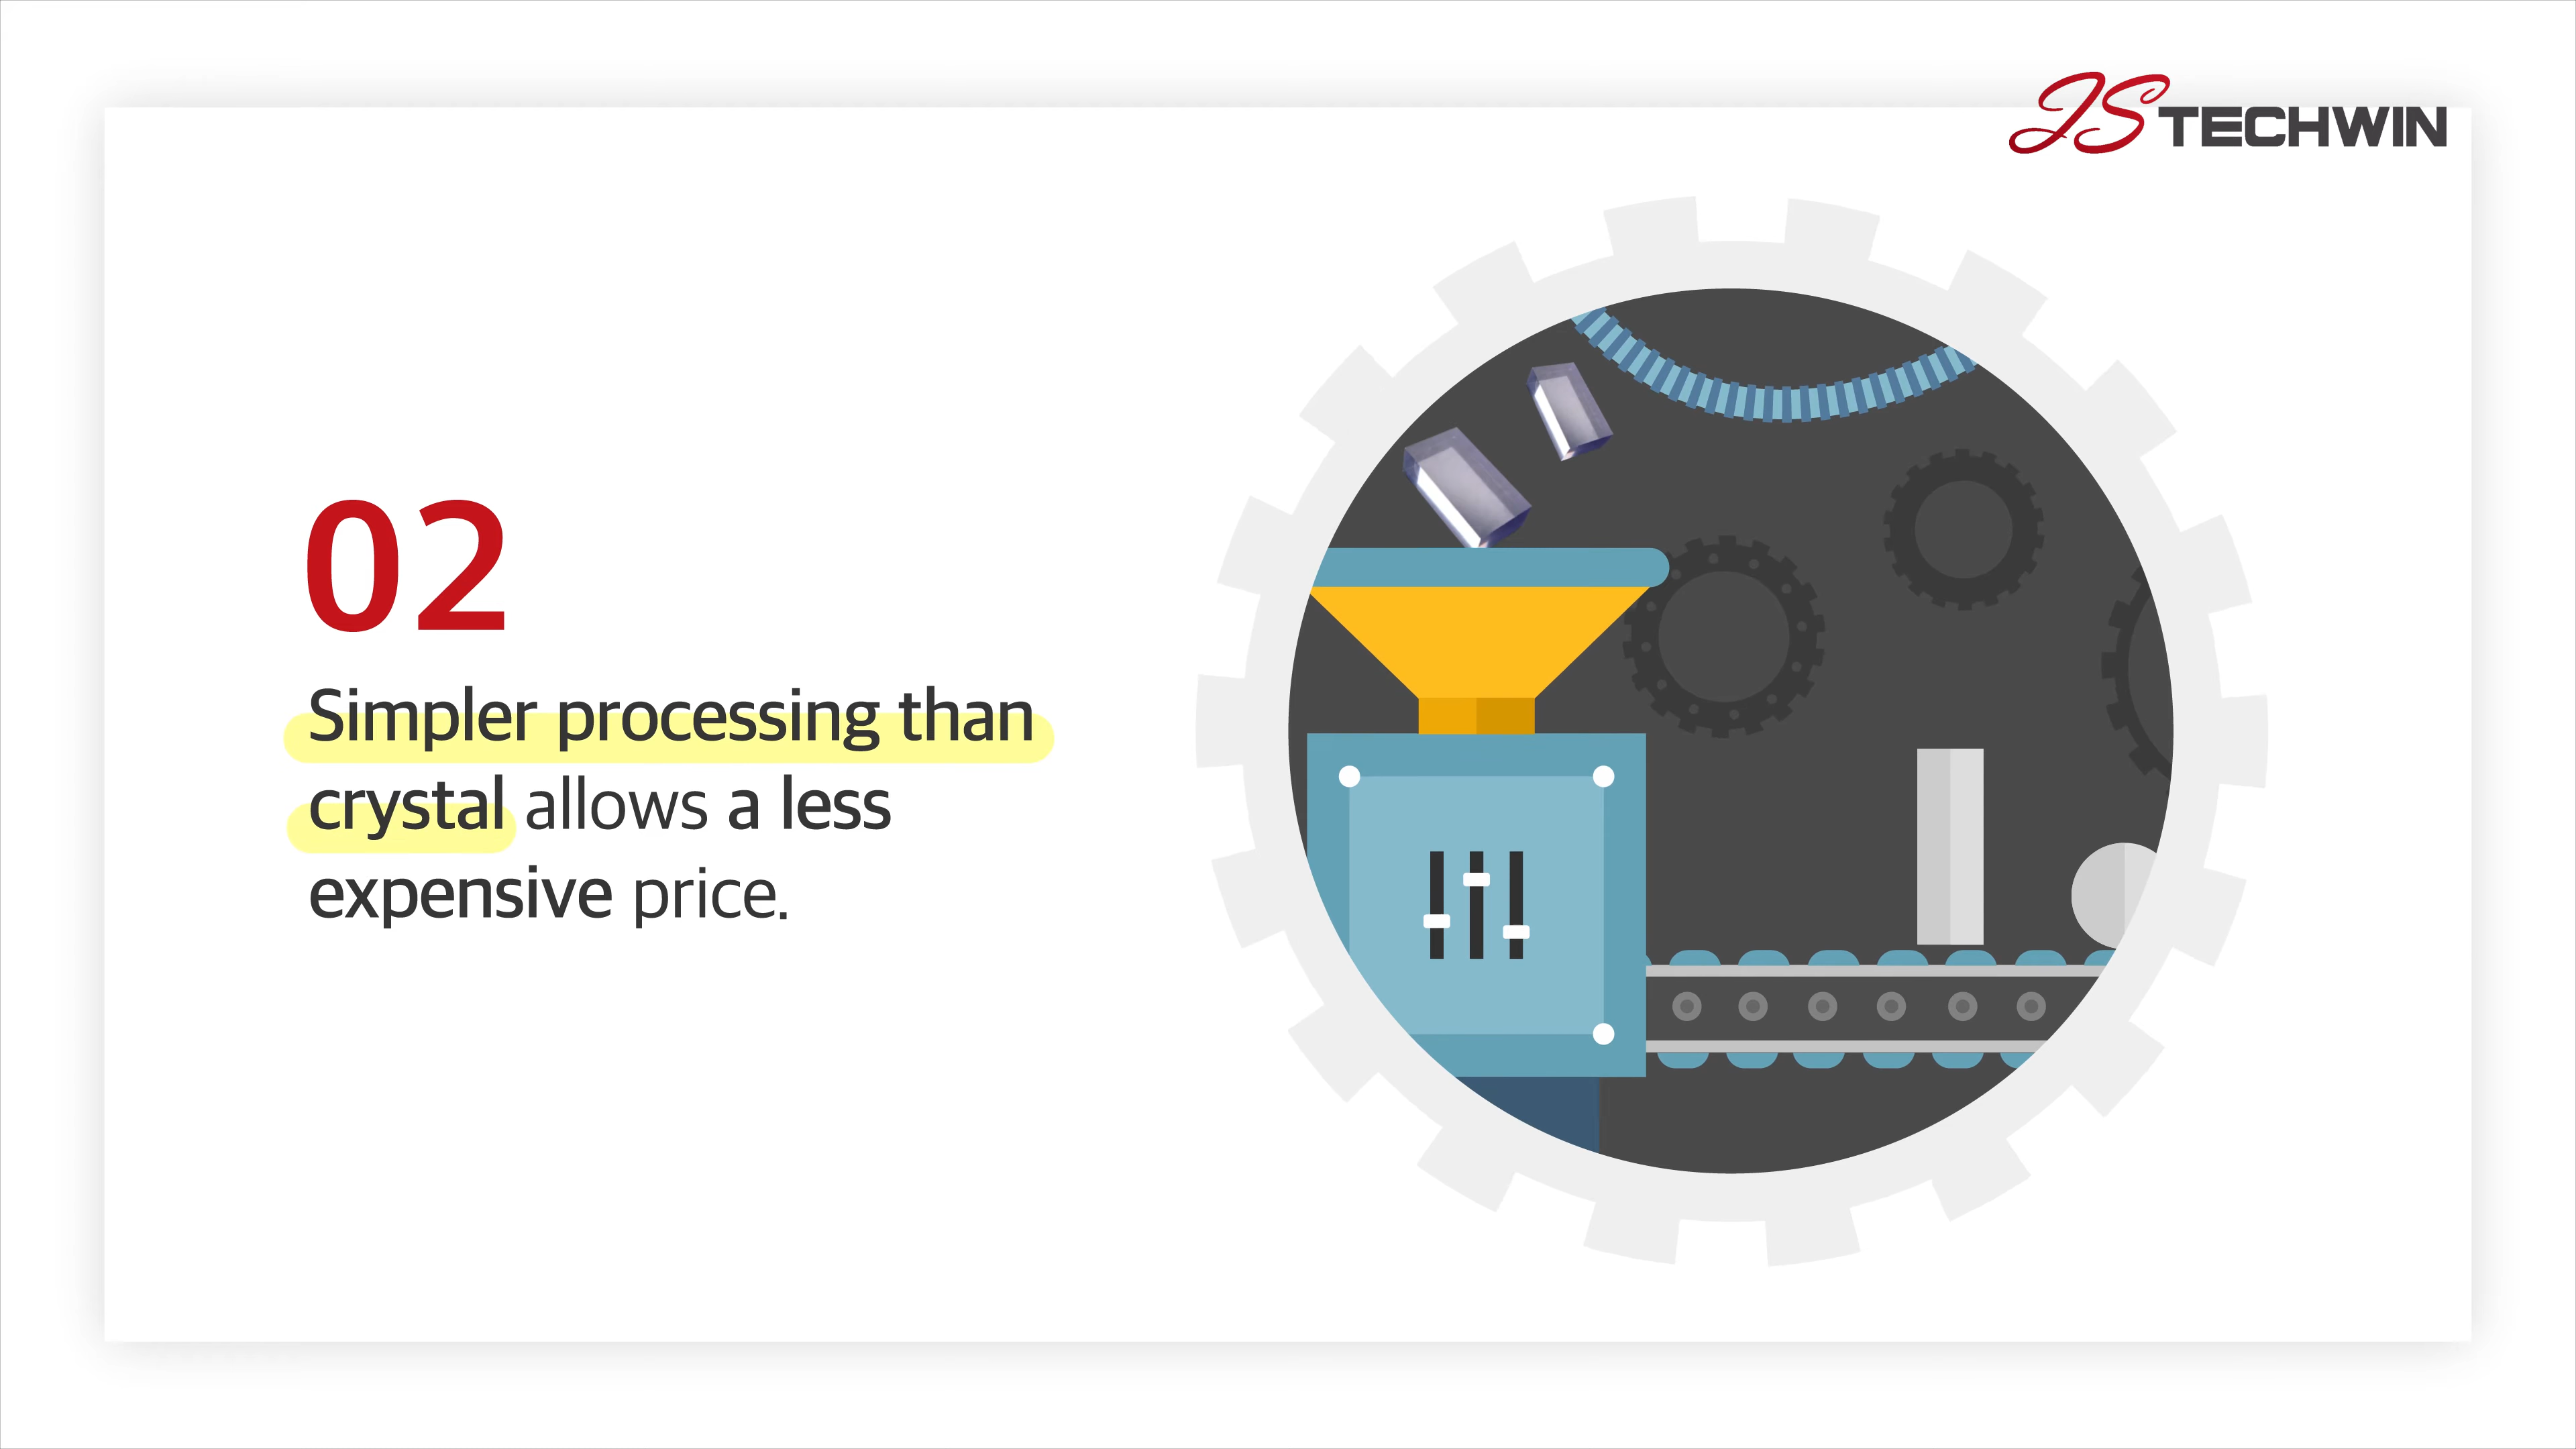 JS TECHWIN
02
Simpler processing than
crystal allows a less
expensive price.